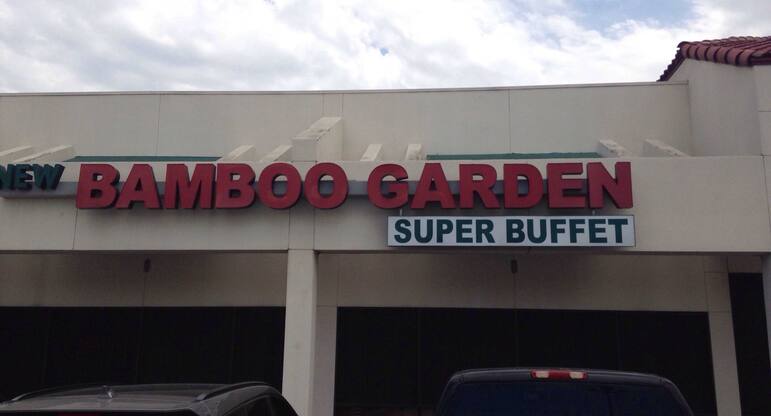 NEW BAMBOO GARDEN
SUPER BUFFET